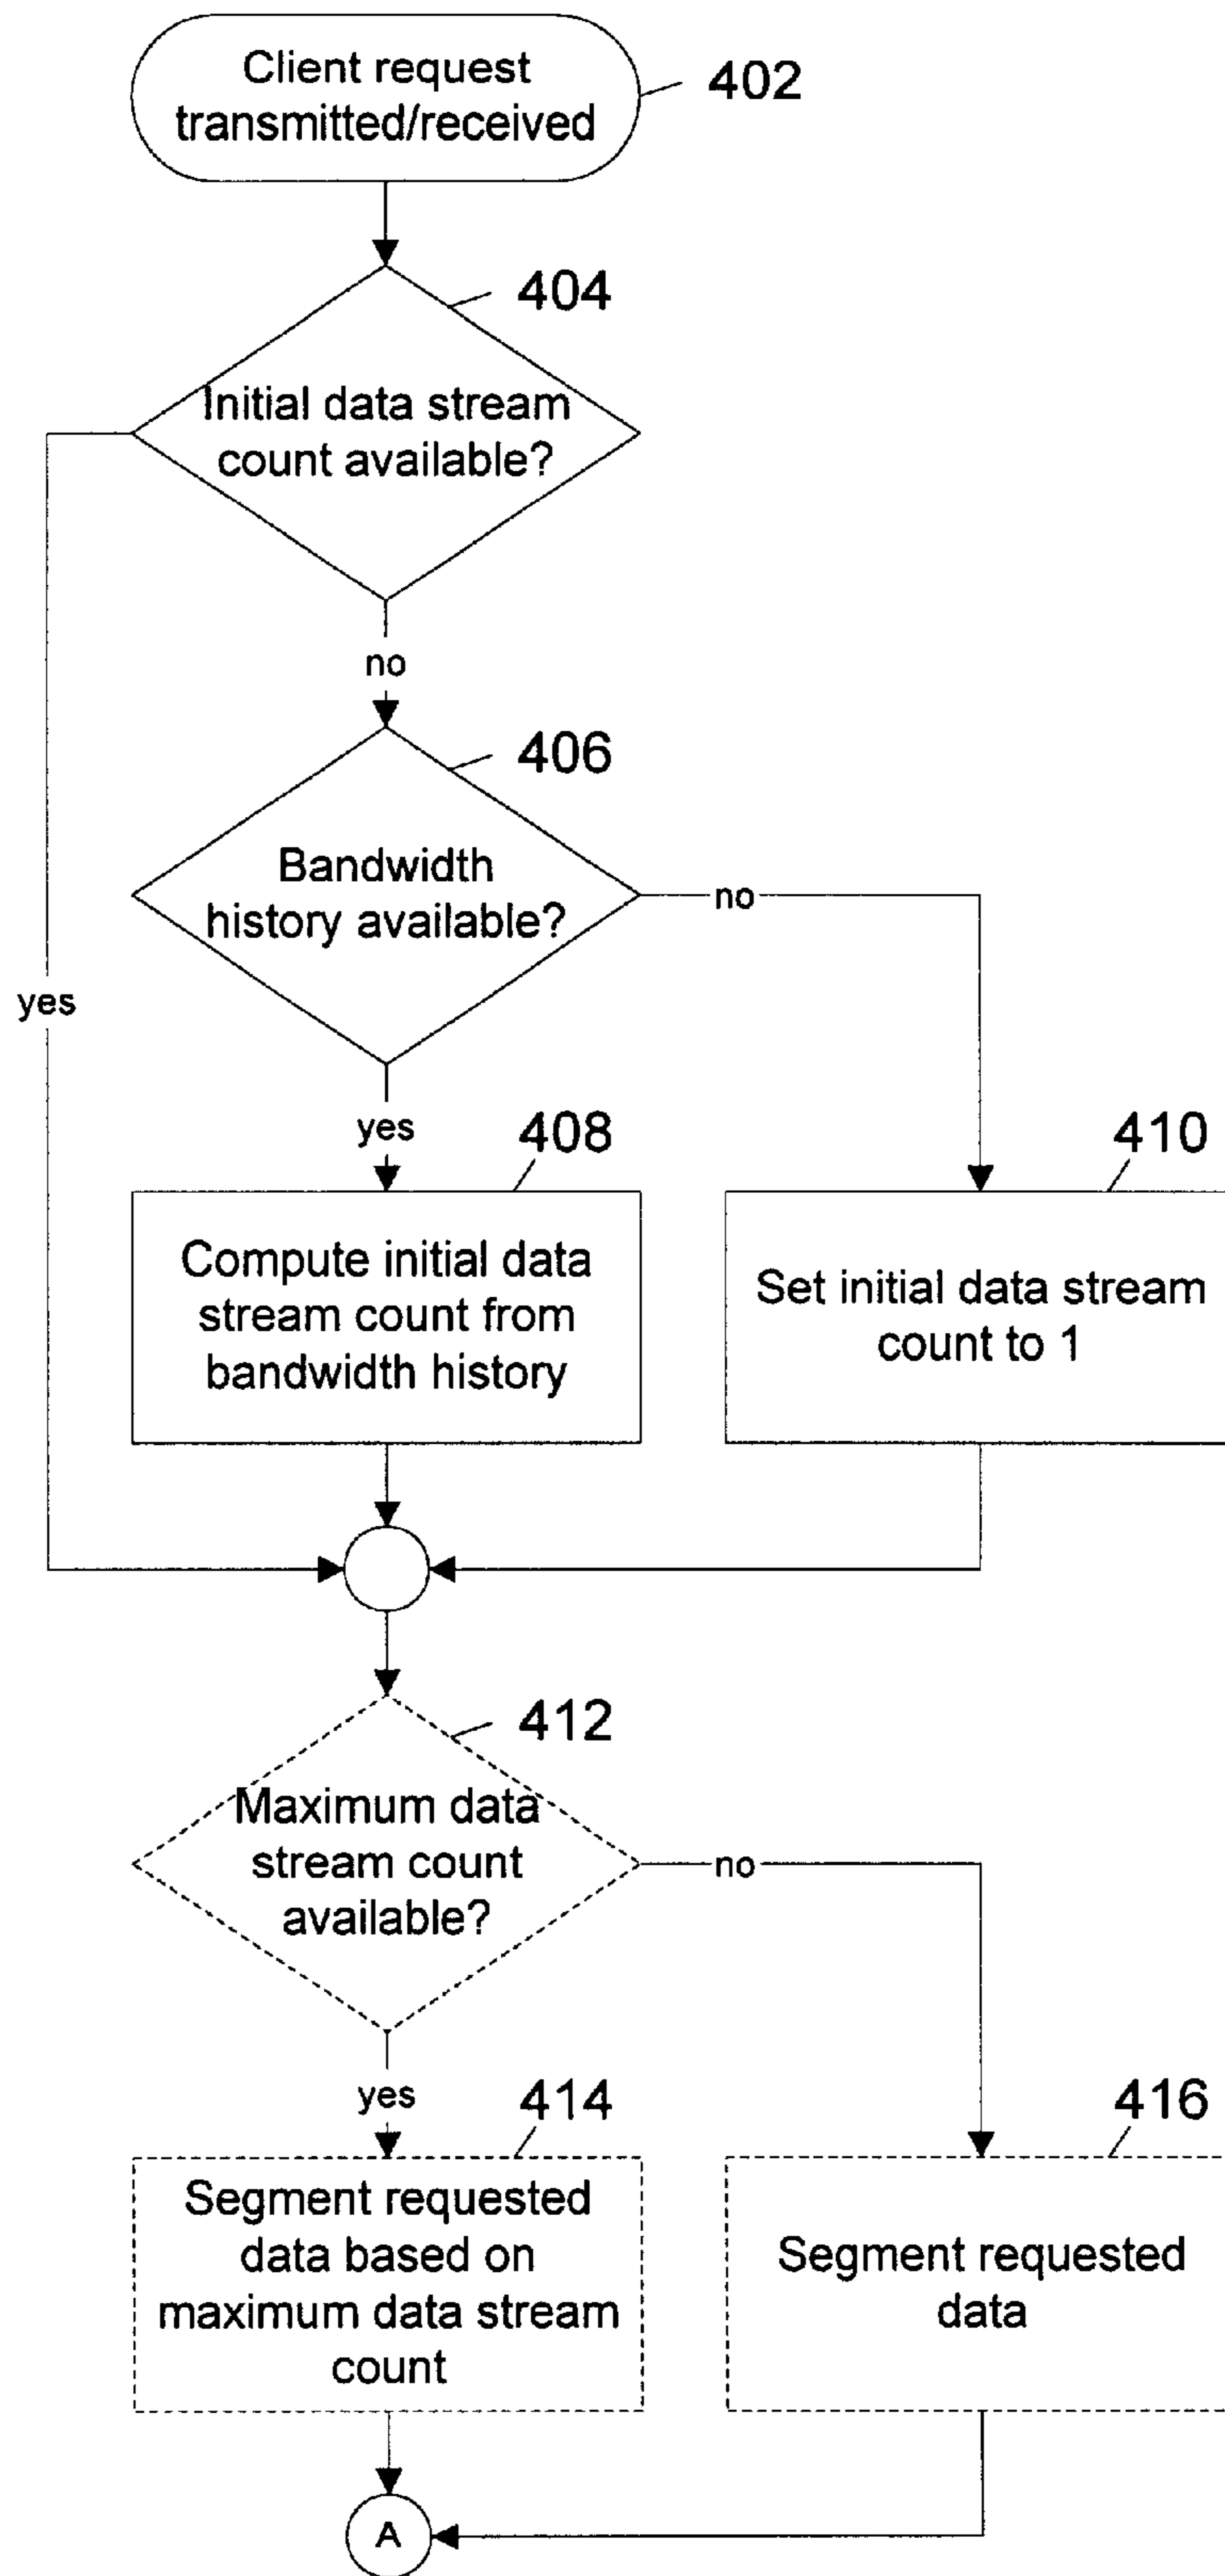 Client request
transmitted/received
402
404
Initial data stream
count available?
no
406
Bandwidth
history available?
no
yes
yes
408
410
Compute initial data
stream count from
bandwidth history
Set initial data stream
count to 1
412
Maximum data
stream count
available?
no
yes
414
416
Segment requested
data based on
maximum data stream
count
Segment requested
data
A